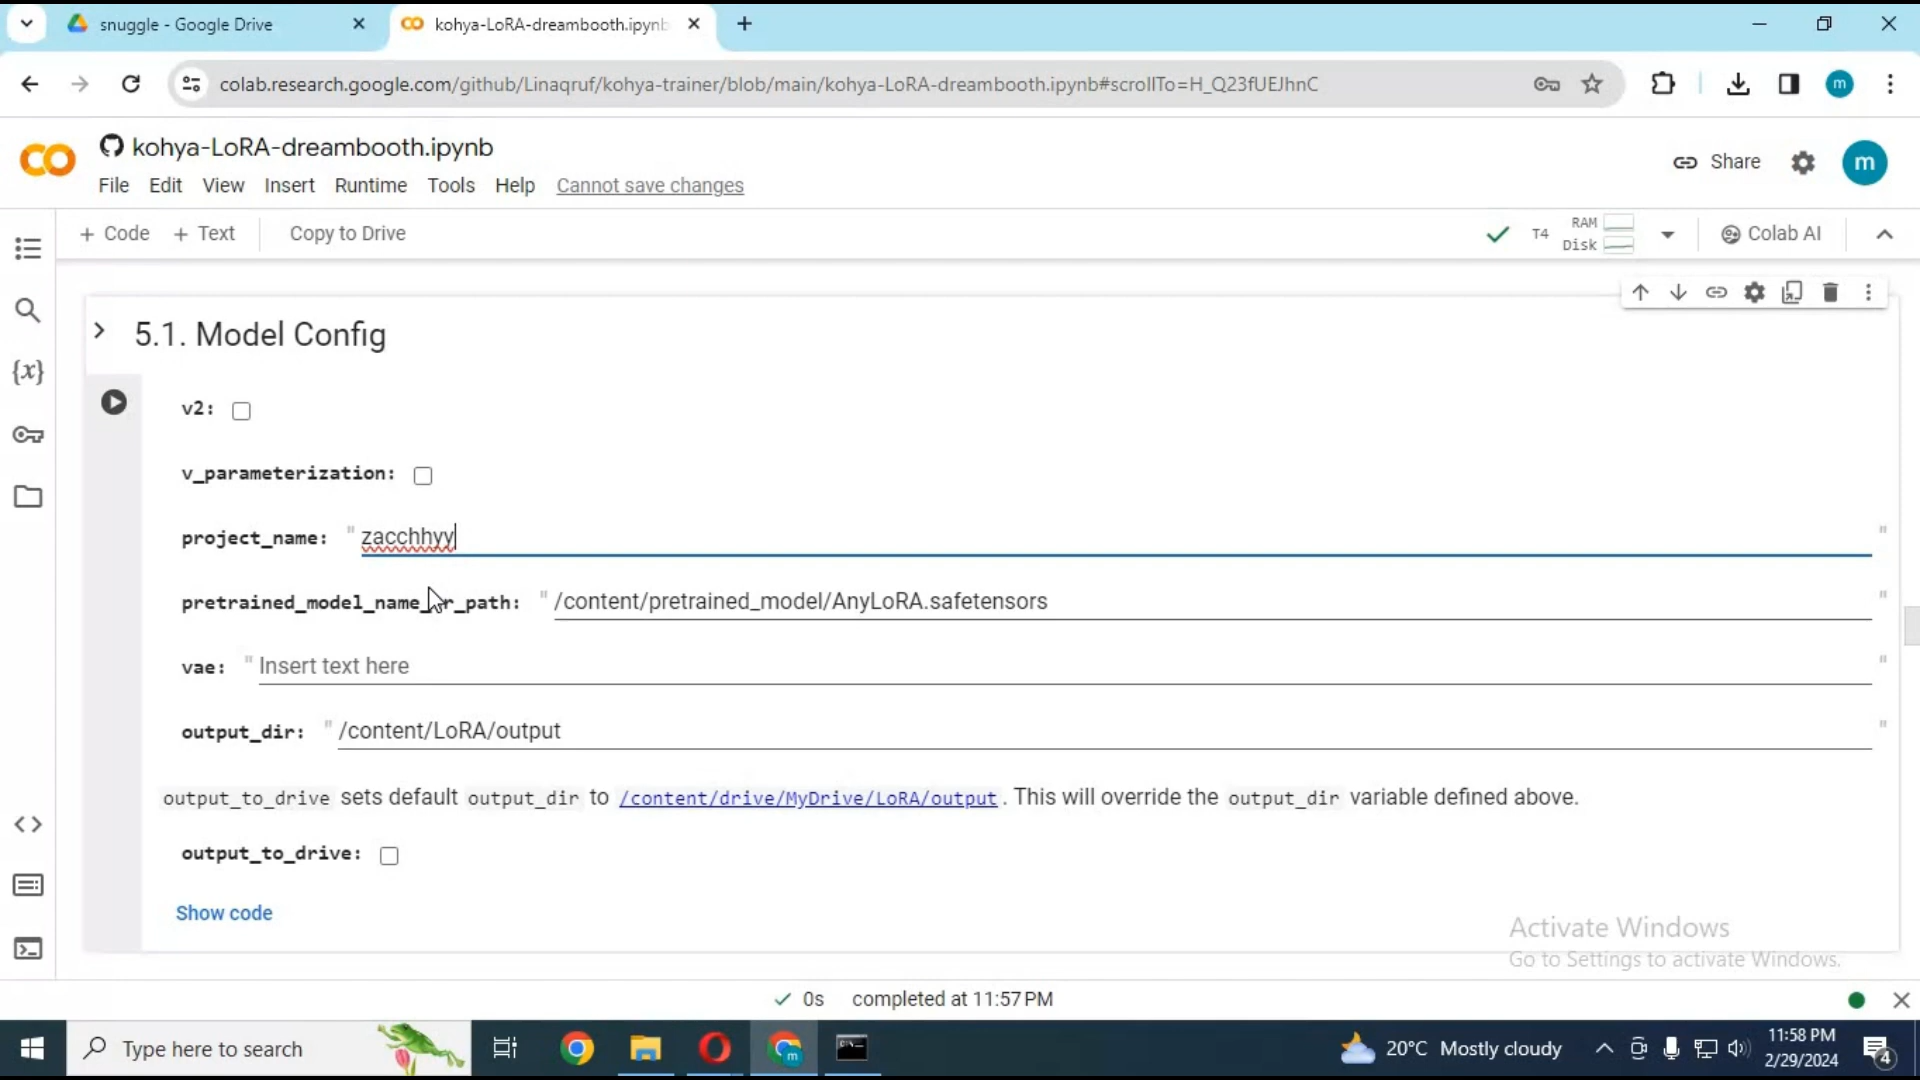 snuggle - Google Drive
kohya-LoRA-dreambooth.ipynb
colab.research.google.com/github/Linaqruf/kohya-trainer/blob/main/kohya-LoRA-dreambooth.ipynb#scrollTo=H_Q23fUEJhnC
m
CO
kohya-LoRA-dreambooth.ipynb
Share
m
File Edit View Insert Runtime Tools Help Cannot save changes
+ Code + Text Copy to Drive
T4
RAM
Disk
Colab AI
{x}
5.1. Model Config
v2:
v_parameterization:
project_name: " zacchhyy "
pretrained_model_name_or_path: " /content/pretrained_model/AnyLoRA.safetensors "
vae: " Insert text here "
output_dir: " /content/LoRA/output "
output_to_drive sets default output_dir to /content/drive/MyDrive/LoRA/output. This will override the output_dir variable defined above.
output_to_drive:
Show code
Activate Windows
Go to Settings to activate Windows.
0s completed at 11:57 PM
Type here to search
m
20°C Mostly cloudy
11:58 PM
2/29/2024
4